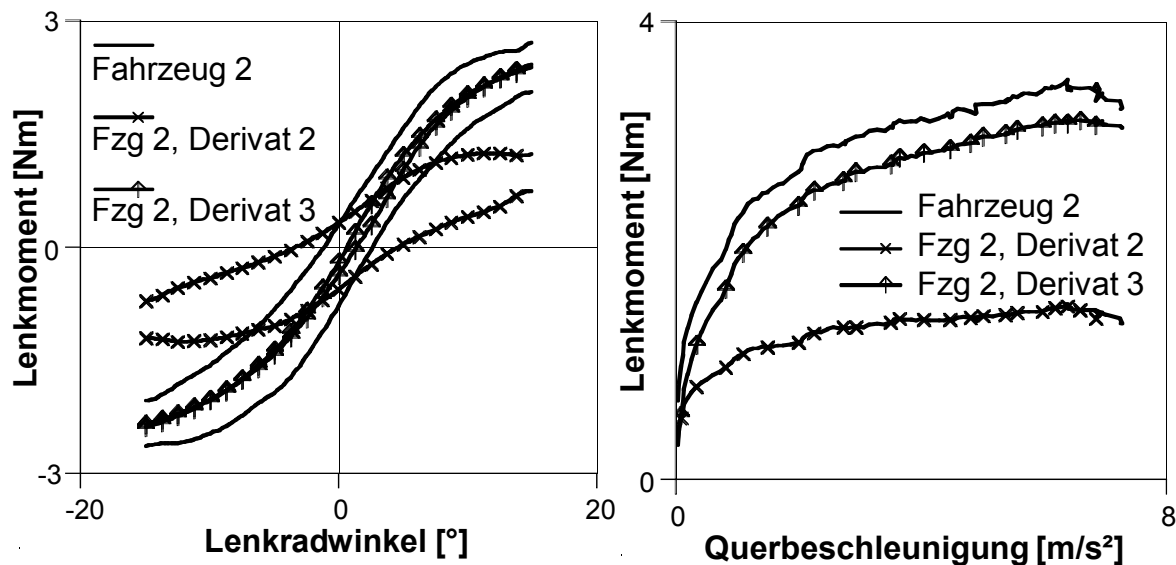 3
Fahrzeug 2
Fzg 2, Derivat 2
Fzg 2, Derivat 3
0
-3
-20
0
20
Lenkmoment [Nm]
Lenkradwinkel [°]
4
Fahrzeug 2
Fzg 2, Derivat 2
Fzg 2, Derivat 3
0
0
8
Lenkmoment [Nm]
Querbeschleunigung [m/s²]